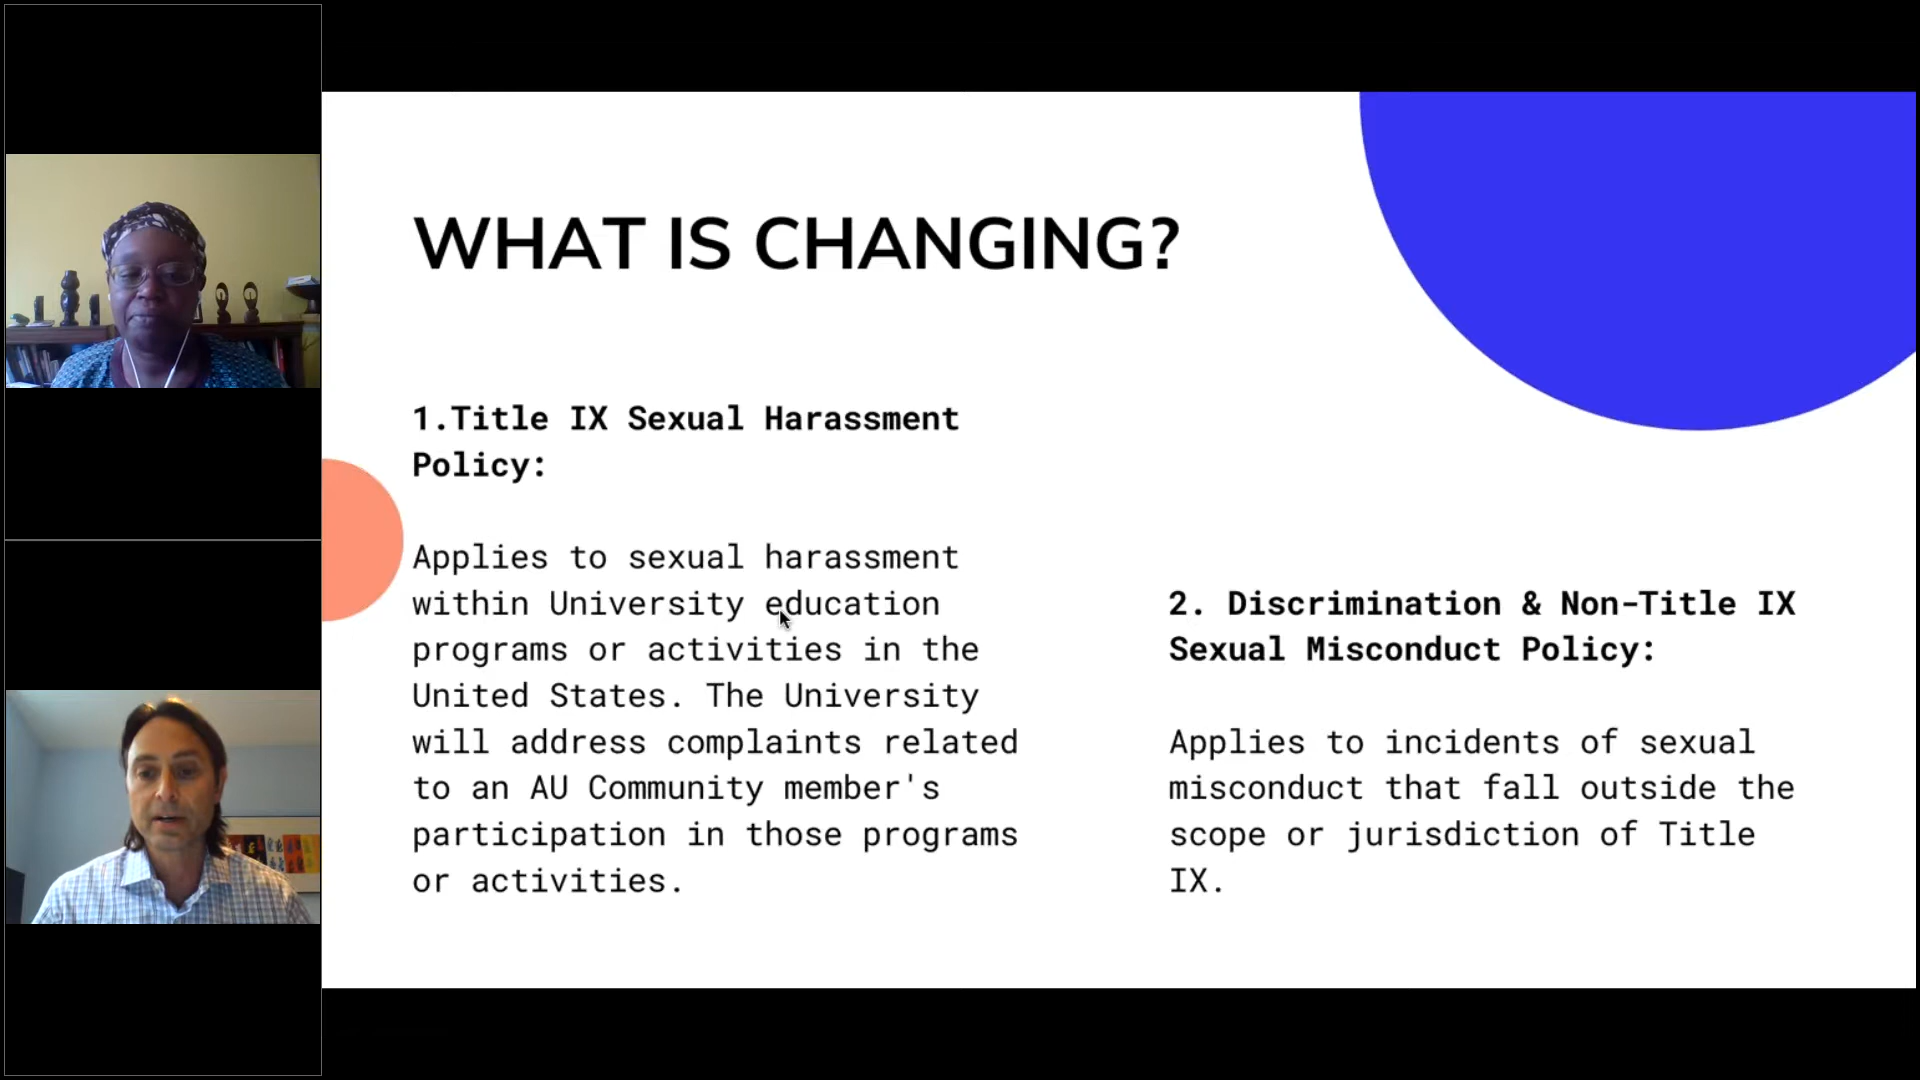 WHAT IS CHANGING?
1.Title IX Sexual Harassment
Policy:
Applies to sexual harassment
within University education
programs or activities in the
United States. The University
will address complaints related
to an AU Community member's
participation in those programs
or activities.
2. Discrimination & Non-Title IX
Sexual Misconduct Policy:
Applies to incidents of sexual
misconduct that fall outside the
scope or jurisdiction of Title
IX.